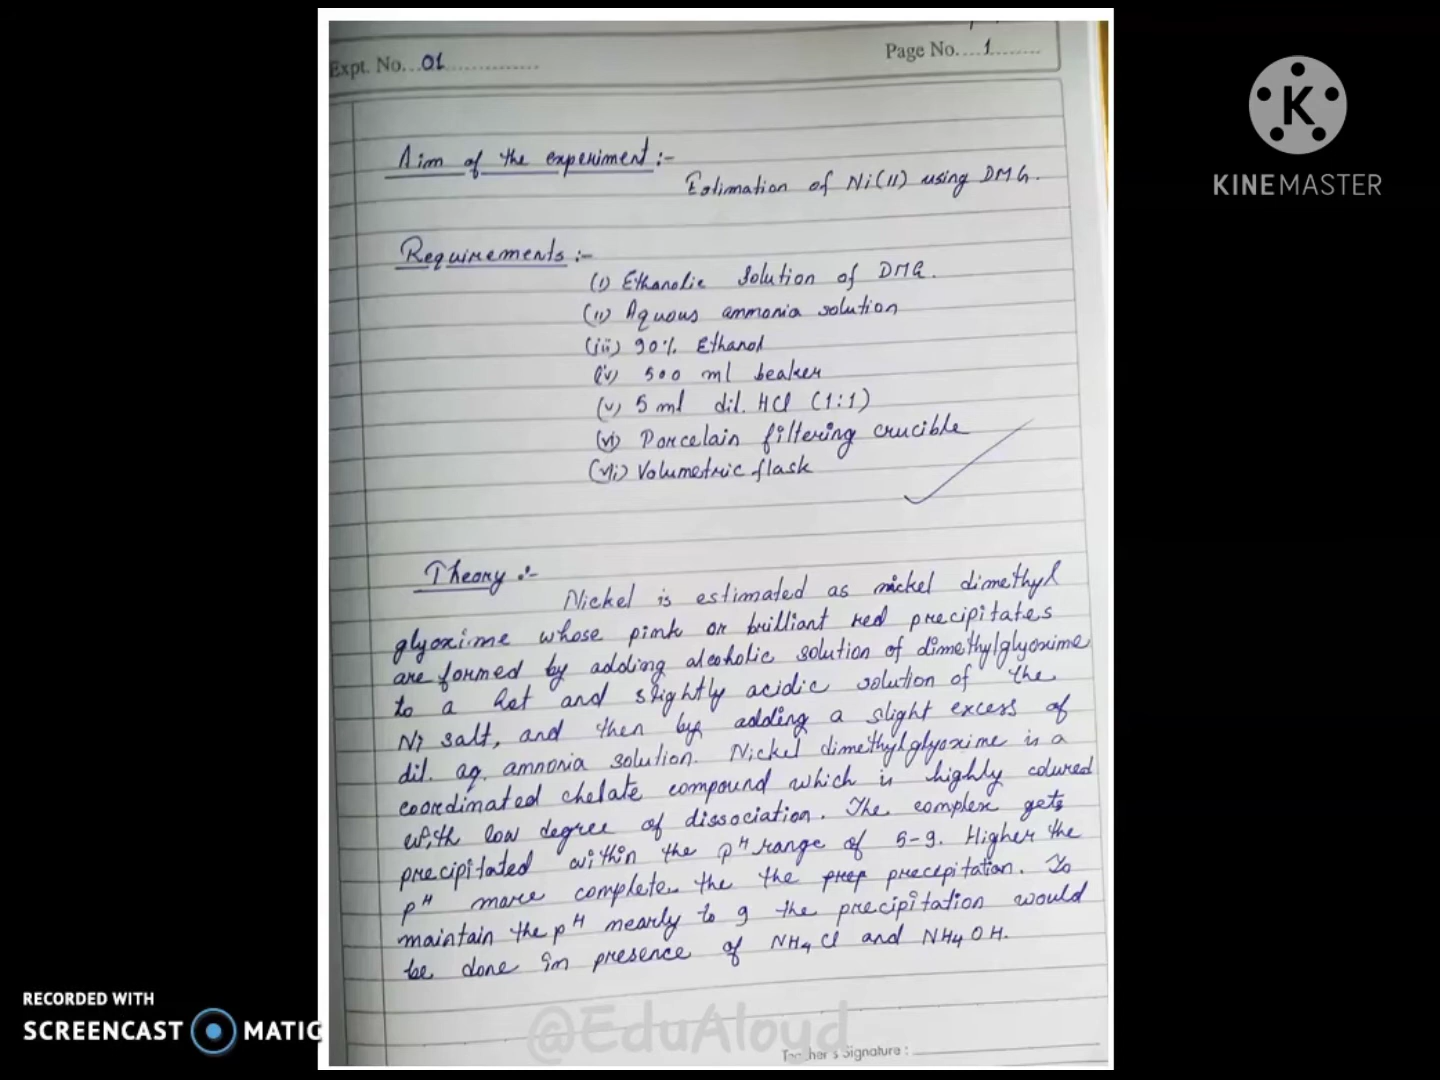 Expt. No...01..............
Page No....1........
Aim of the experiment :-
Estimation of Ni(II) using DMG.
Requirements :-
(i) Ethanolic solution of DMG.
(ii) Aquous ammonia solution
(iii) 90% Ethanol
(iv) 500 ml beaker
(v) 5 ml dil. HCl (1:1)
(vi) Porcelain filtering crucible
(vii) Volumetric flask
Theory :-
Nickel is estimated as nickel dimethyl
glyoxime whose pink or brilliant red precipitates
are formed by adding alcoholic solution of dimethylglyoxime
to a hot and slightly acidic solution of the
Ni salt, and then by adding a slight excess of
dil. aq. ammonia solution. Nickel dimethylglyoxime is a
coordinated chelate compound which is highly coloured
with low degree of dissociation. The complex gets
precipitated within the pH range of 5-9. Higher the
pH more complete the the prep precepitation. To
maintain the pH nearly to 9 the precipitation would
be done in presence of NH4Cl and NH4OH.
@EduAloud
Teacher's Signature :
KINEMASTER
RECORDED WITH
SCREENCAST MATIC